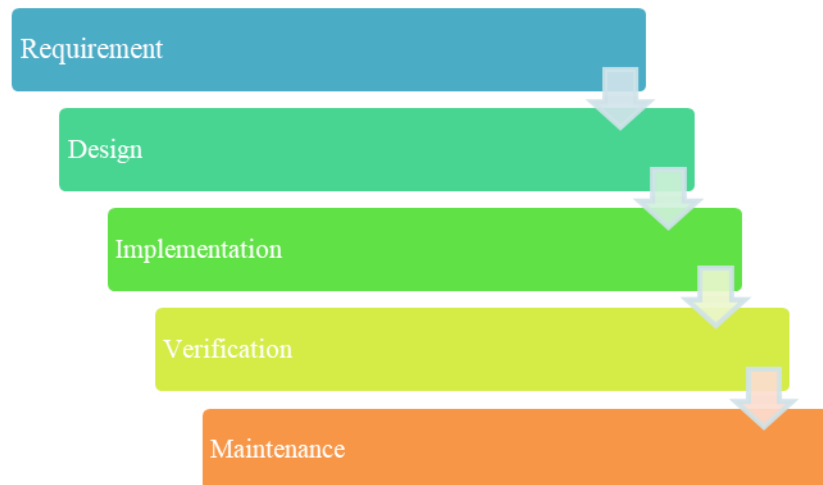 Requirement
Design
Implementation
Verification
Maintenance